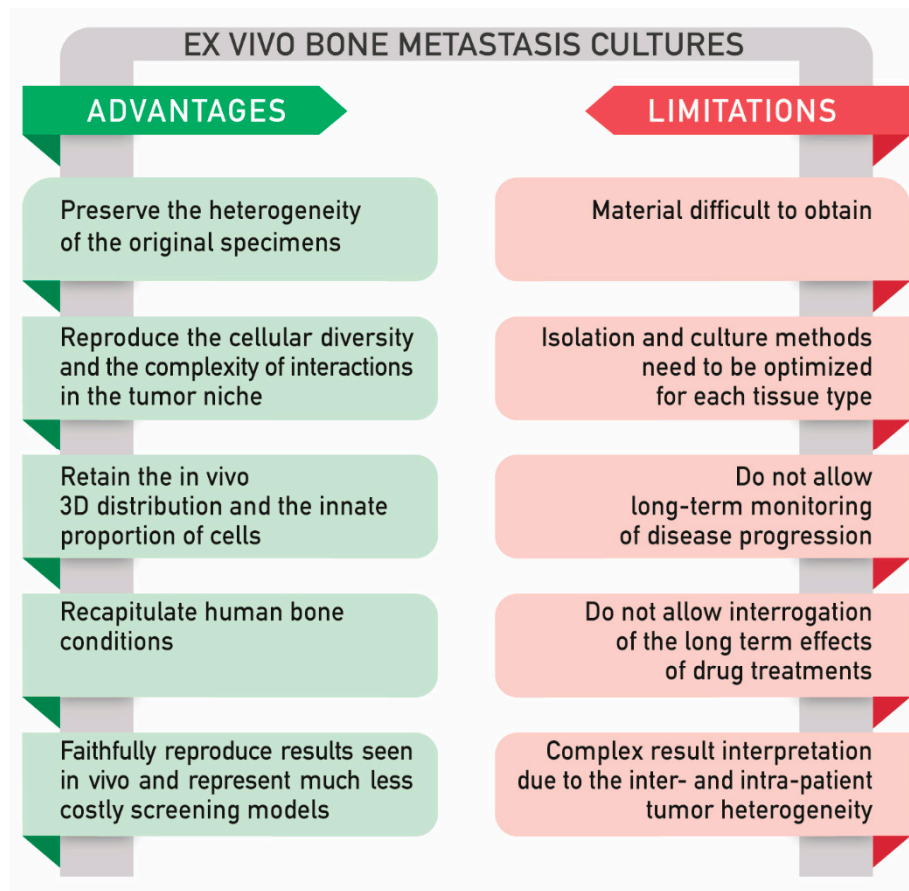 EX VIVO BONE METASTASIS CULTURES
ADVANTAGES
Preserve the heterogeneity
of the original specimens
Reproduce the cellular diversity
and the complexity of interactions
in the tumor niche
Retain the in vivo
3D distribution and the innate
proportion of cells
Recapitulate human bone
conditions
Faithfully reproduce results seen
in vivo and represent much less
costly screening models
LIMITATIONS
Material difficult to obtain
Isolation and culture methods
need to be optimized
for each tissue type
Do not allow
long-term monitoring
of disease progression
Do not allow interrogation
of the long term effects
of drug treatments
Complex result interpretation
due to the inter- and intra-patient
tumor heterogeneity